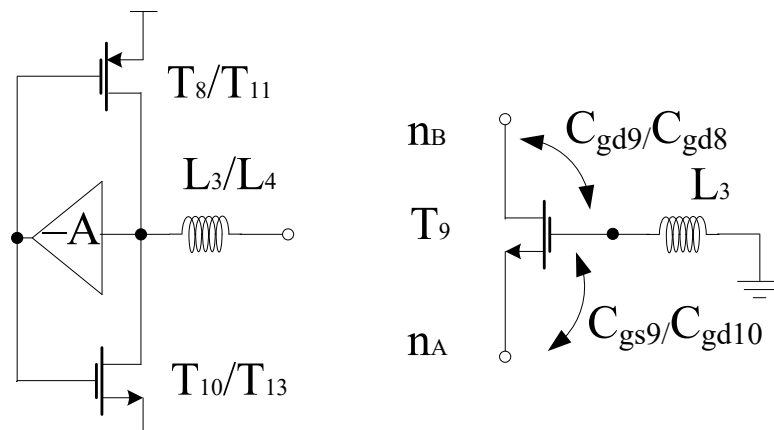 T8/T11
L3/L4
−A
T10/T13
nB
Cgd9/Cgd8
L3
T9
Cgs9/Cgd10
nA